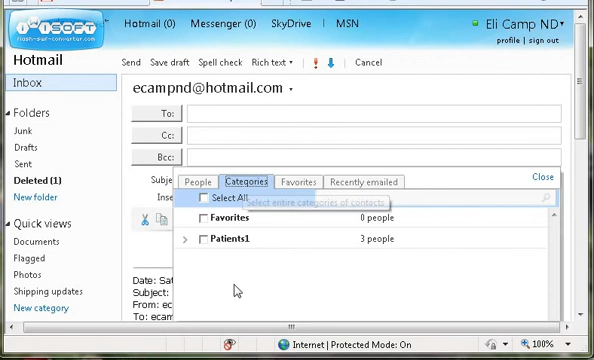 Hotmail (0) Messenger (0) SkyDrive MSN
Eli Camp ND
profile | sign out
iWiSOFT
flash-swf-converter.com
Hotmail
Send Save draft Spell check Rich text Cancel
Inbox
ecampnd@hotmail.com
To:
Cc:
Bcc:
Folders
Junk
Drafts
Sent
Deleted (1)
New folder
Subje
Inse
People Categories Favorites Recently emailed Close
Select All
Select entire categories of contacts
Favorites 0 people
Patients1 3 people
Quick views
Documents
Flagged
Photos
Shipping updates
New category
Date: Sat
Subject:
From: eca
To: ecam
Internet | Protected Mode: On
100%